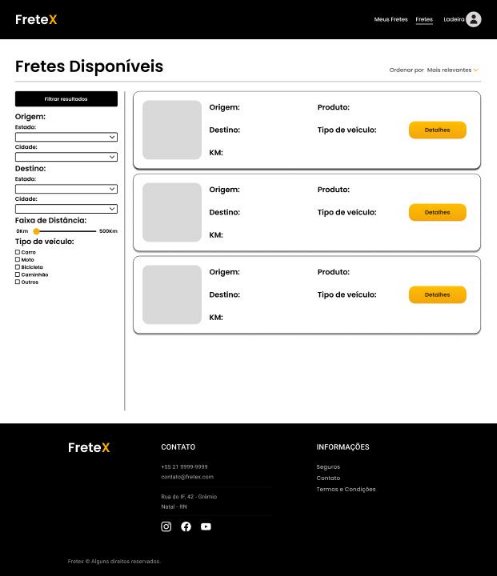 FreteX
Meus Fretes Fretes Ladeira
Fretes Disponíveis
Ordenar por Mais relevantes
Filtrar resultados
Origem:
Estado:
Cidade:
Destino:
Estado:
Cidade:
Faixa de Distância:
0Km 500Km
Tipo de veículo:
Carro
Moto
Bicicleta
Caminhão
Outros
Origem: Produto:
Destino: Tipo de veículo: Detalhes
KM:
Origem: Produto:
Destino: Tipo de veículo: Detalhes
KM:
Origem: Produto:
Destino: Tipo de veículo: Detalhes
KM:
FreteX
CONTATO
+55 21 9999-9999
contato@fretex.com
Rua do IF, 42 - Grêmio
Natal - RN
INFORMAÇÕES
Seguros
Contato
Termos e Condições
Fretex © Alguns direitos reservados.